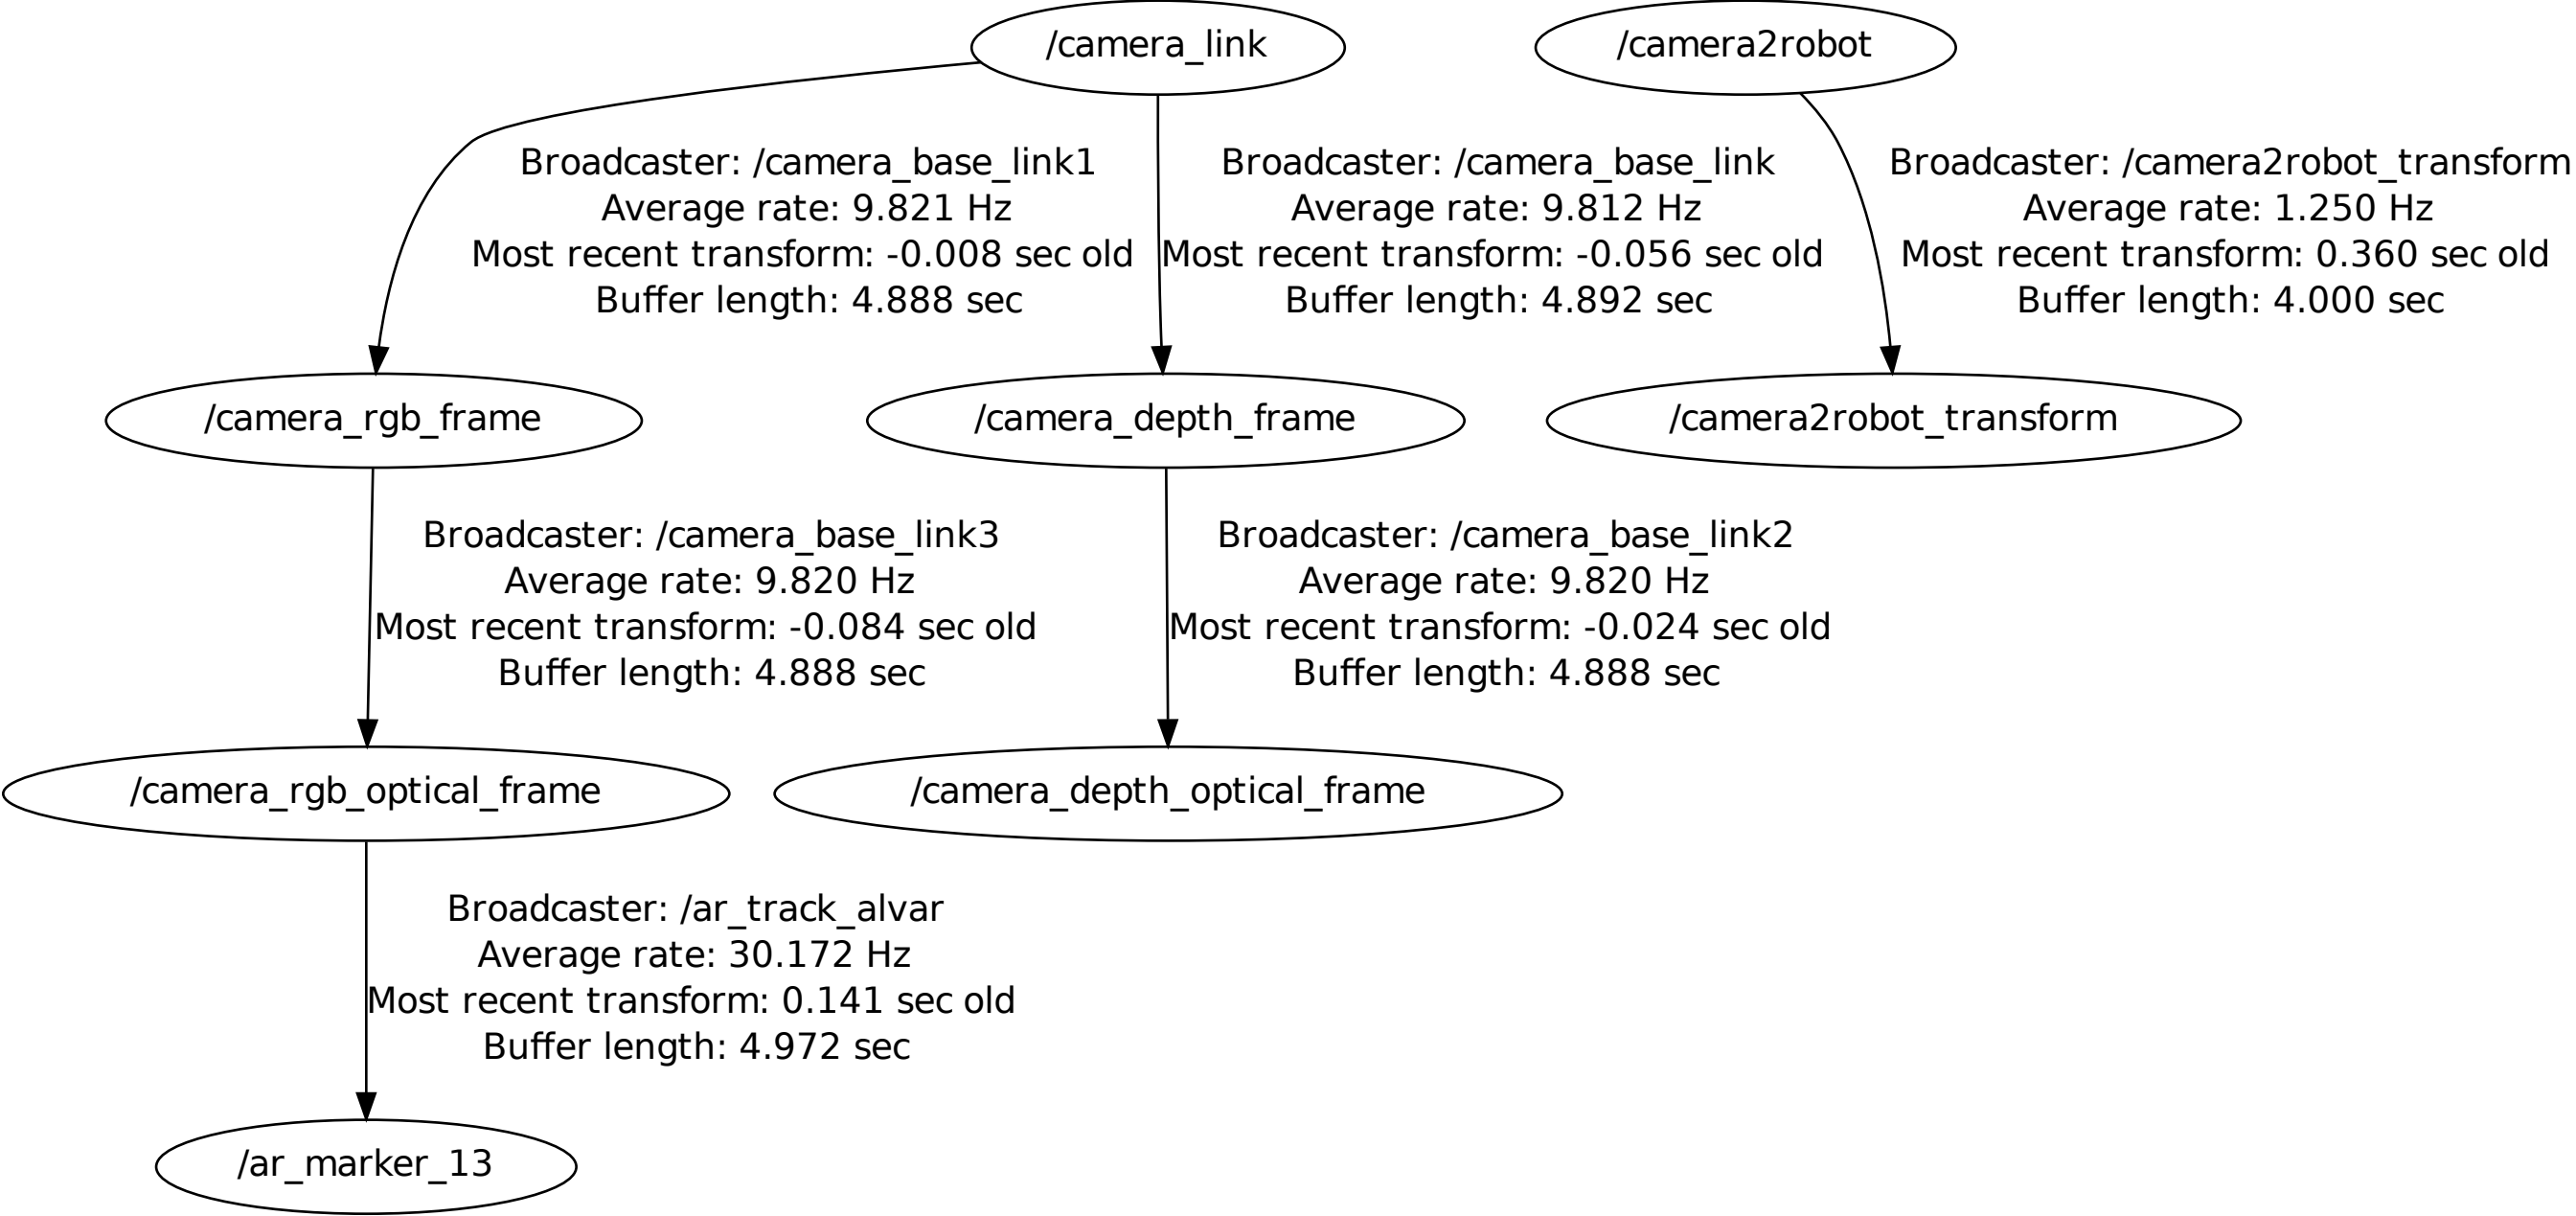 /camera_link
/camera2robot
Broadcaster: /camera_base_link1
Average rate: 9.821 Hz
Most recent transform: -0.008 sec old
Buffer length: 4.888 sec
Broadcaster: /camera_base_link
Average rate: 9.812 Hz
Most recent transform: -0.056 sec old
Buffer length: 4.892 sec
Broadcaster: /camera2robot_transform
Average rate: 1.250 Hz
Most recent transform: 0.360 sec old
Buffer length: 4.000 sec
/camera_rgb_frame
/camera_depth_frame
/camera2robot_transform
Broadcaster: /camera_base_link3
Average rate: 9.820 Hz
Most recent transform: -0.084 sec old
Buffer length: 4.888 sec
Broadcaster: /camera_base_link2
Average rate: 9.820 Hz
Most recent transform: -0.024 sec old
Buffer length: 4.888 sec
/camera_rgb_optical_frame
/camera_depth_optical_frame
Broadcaster: /ar_track_alvar
Average rate: 30.172 Hz
Most recent transform: 0.141 sec old
Buffer length: 4.972 sec
/ar_marker_13